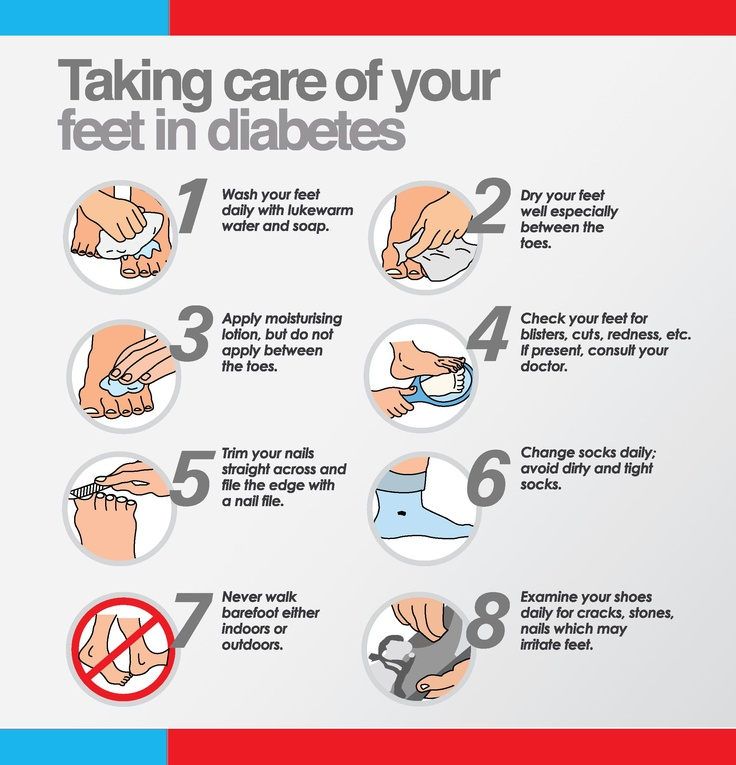 Taking care of your
feet in diabetes
1
Wash your feet
daily with lukewarm
water and soap.
2
Dry your feet
well especially
between the
toes.
3
Apply moisturising
lotion, but do not
apply between
the toes.
4
Check your feet for
blisters, cuts, redness, etc.
If present, consult your
doctor.
5
Trim your nails
straight across and
file the edge with
a nail file.
6
Change socks daily;
avoid dirty and tight
socks.
7
Never walk
barefoot either
indoors or
outdoors.
8
Examine your shoes
daily for cracks, stones,
nails which may
irritate feet.